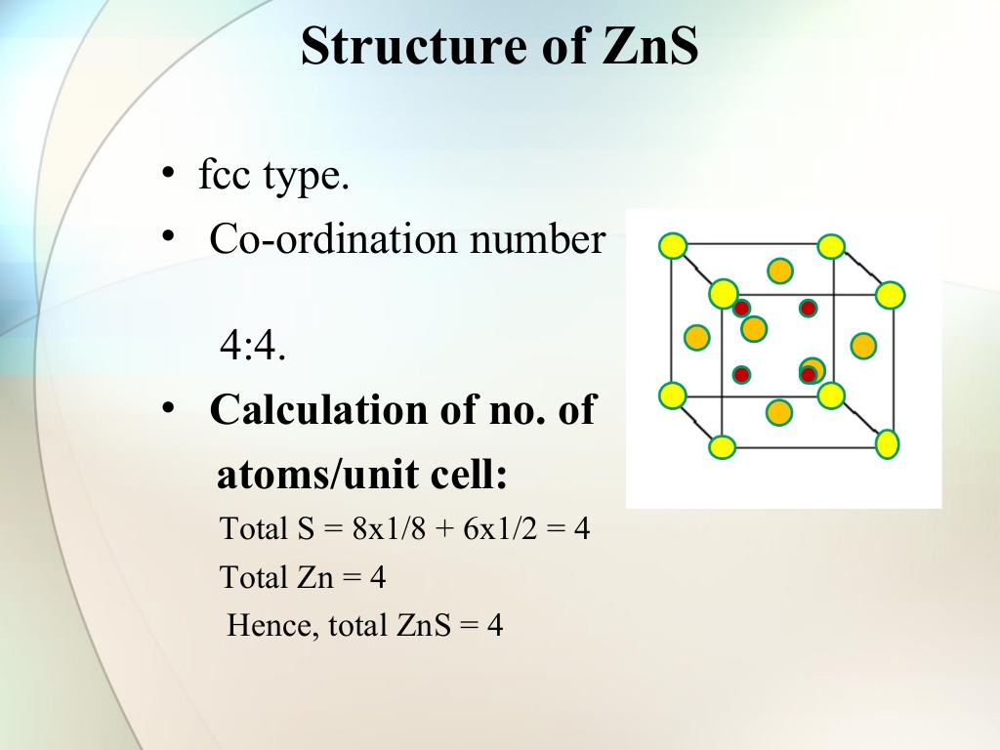 Structure of ZnS
• fcc type.
• Co-ordination number
4:4.
• Calculation of no. of
atoms/unit cell:
Total S = 8x1/8 + 6x1/2 = 4
Total Zn = 4
Hence, total ZnS = 4